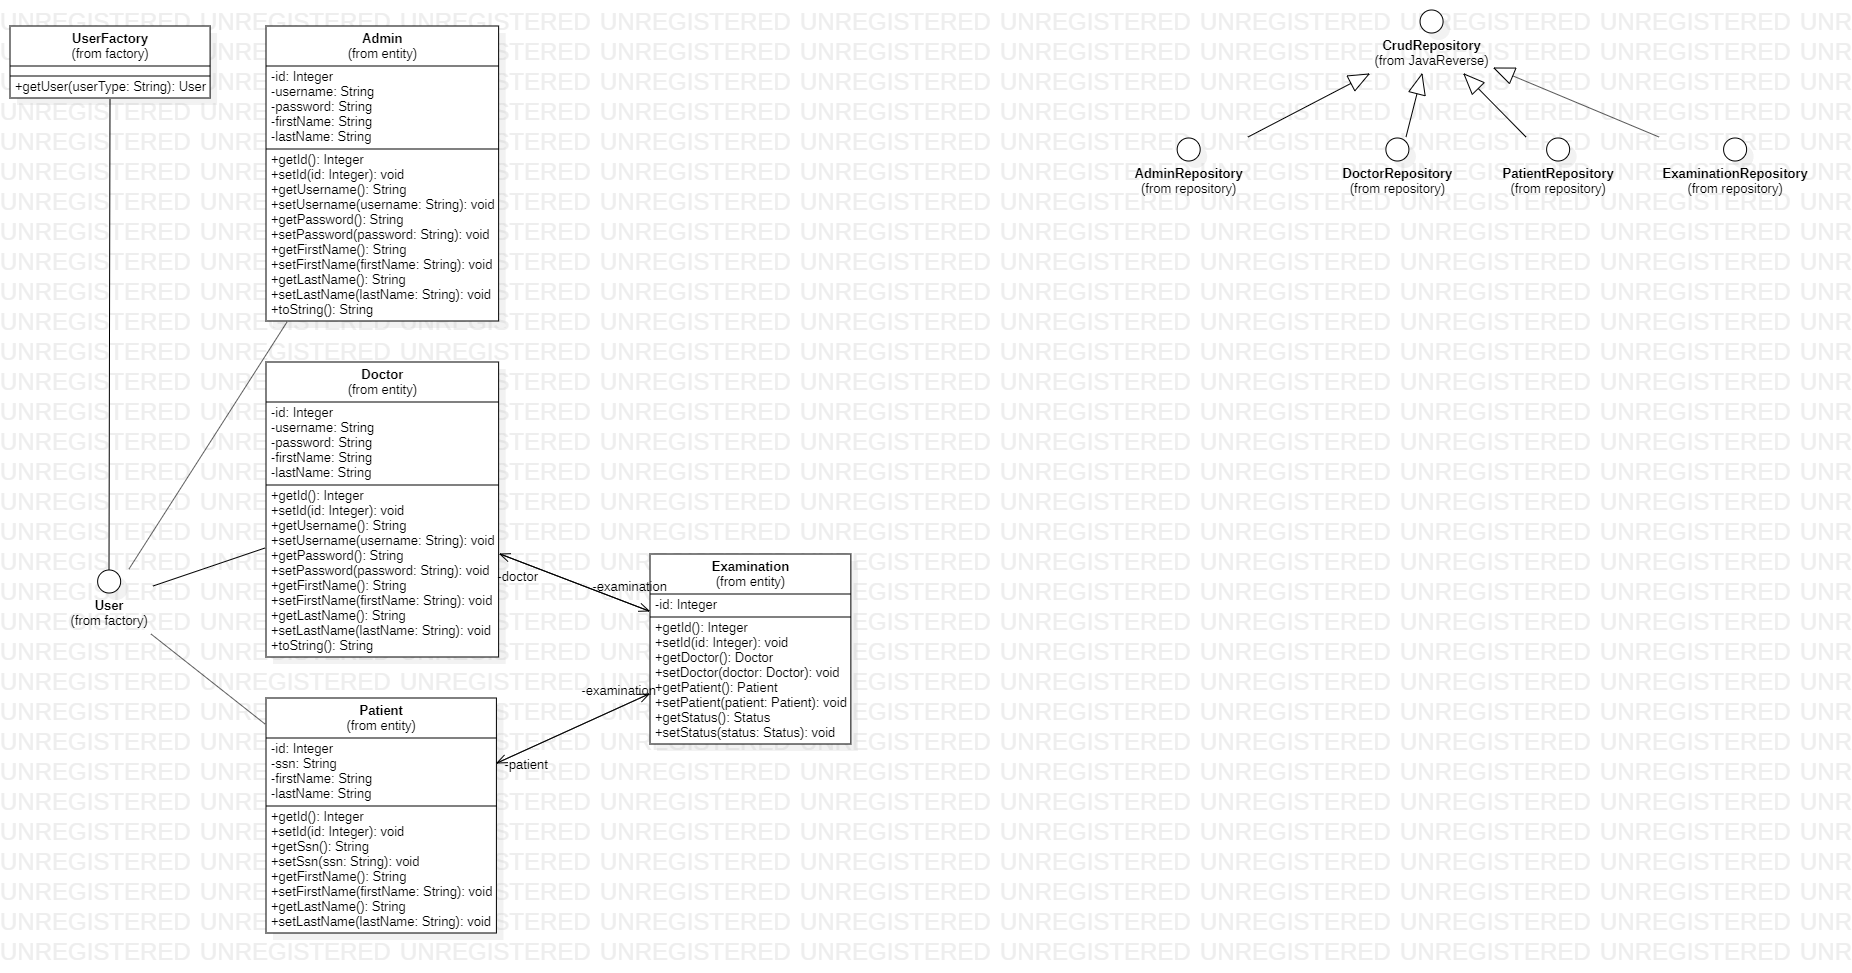 UserFactory
(from factory)
+getUser(userType: String): User
Admin
(from entity)
-id: Integer
-username: String
-password: String
-firstName: String
-lastName: String
+getId(): Integer
+setId(id: Integer): void
+getUsername(): String
+setUsername(username: String): void
+getPassword(): String
+setPassword(password: String): void
+getFirstName(): String
+setFirstName(firstName: String): void
+getLastName(): String
+setLastName(lastName: String): void
+toString(): String
CrudRepository
(from JavaReverse)
AdminRepository
(from repository)
DoctorRepository
(from repository)
PatientRepository
(from repository)
ExaminationRepository
(from repository)
Doctor
(from entity)
-id: Integer
-username: String
-password: String
-firstName: String
-lastName: String
+getId(): Integer
+setId(id: Integer): void
+getUsername(): String
+setUsername(username: String): void
+getPassword(): String
+setPassword(password: String): void
+getFirstName(): String
+setFirstName(firstName: String): void
+getLastName(): String
+setLastName(lastName: String): void
+toString(): String
User
(from factory)
-doctor
-examination
Examination
(from entity)
-id: Integer
+getId(): Integer
+setId(id: Integer): void
+getDoctor(): Doctor
+setDoctor(doctor: Doctor): void
+getPatient(): Patient
+setPatient(patient: Patient): void
+getStatus(): Status
+setStatus(status: Status): void
-examination
-patient
Patient
(from entity)
-id: Integer
-ssn: String
-firstName: String
-lastName: String
+getId(): Integer
+setId(id: Integer): void
+getSsn(): String
+setSsn(ssn: String): void
+getFirstName(): String
+setFirstName(firstName: String): void
+getLastName(): String
+setLastName(lastName: String): void
UNREGISTERED